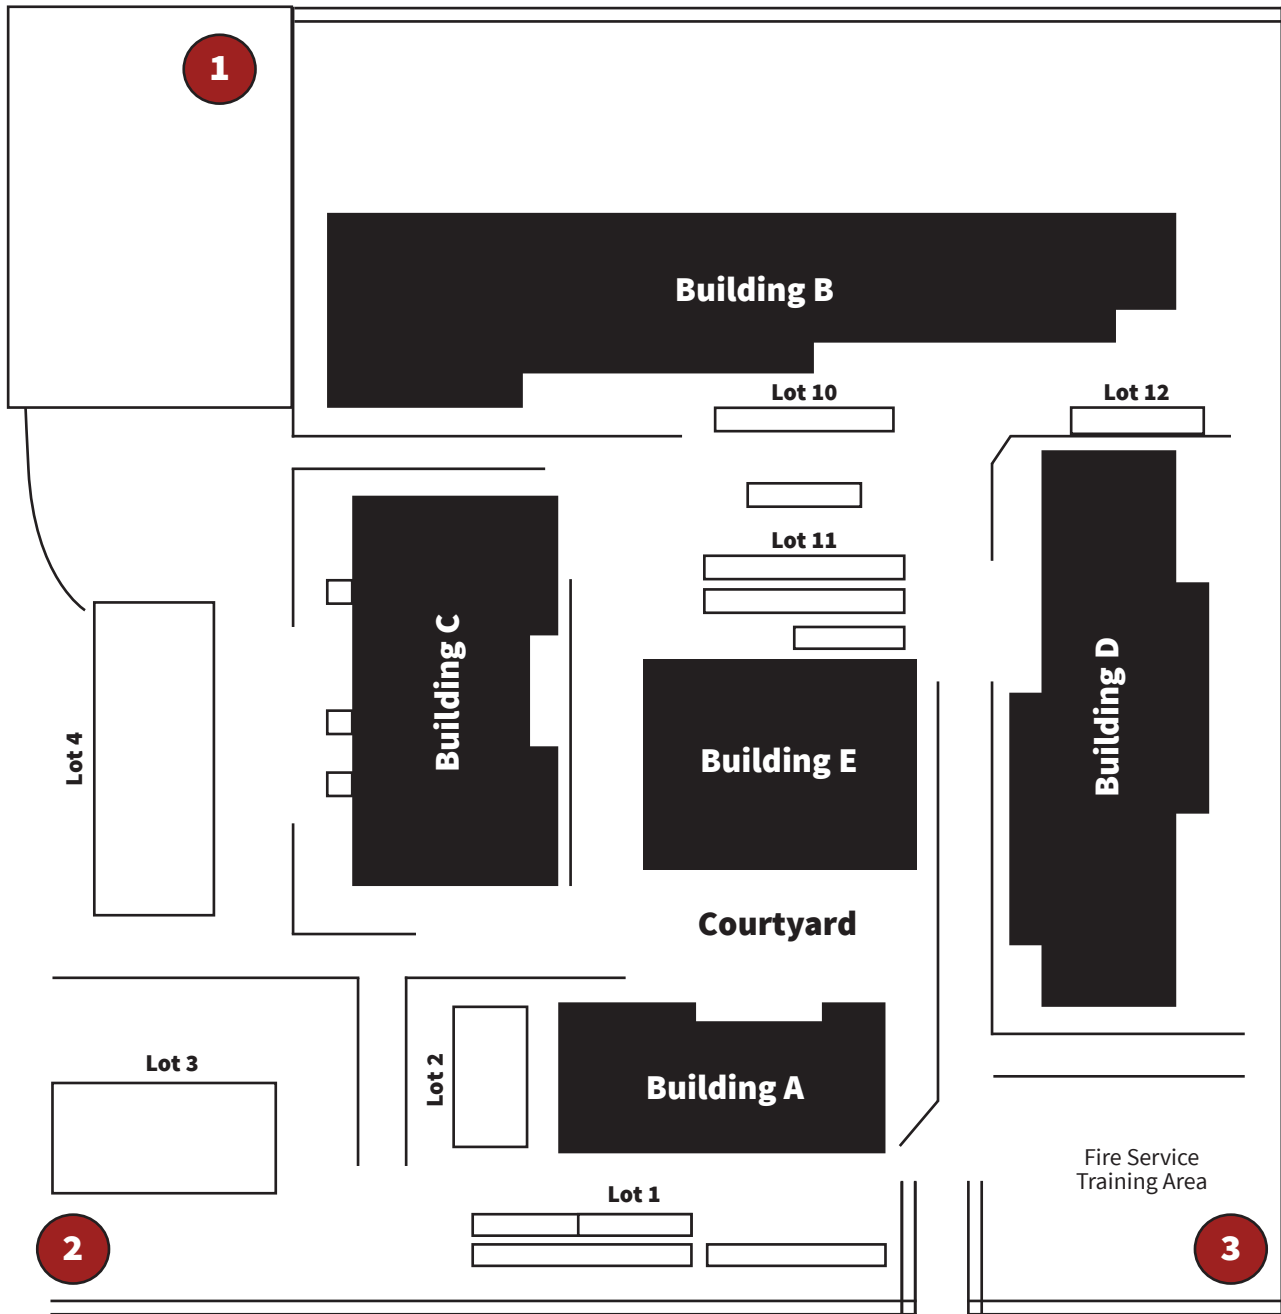 1
Building B
Lot 10
Lot 12
Lot 11
Building C
Building D
Lot 4
Building E
Courtyard
Lot 3
Lot 2
Building A
Fire Service
Training Area
Lot 1
2
3